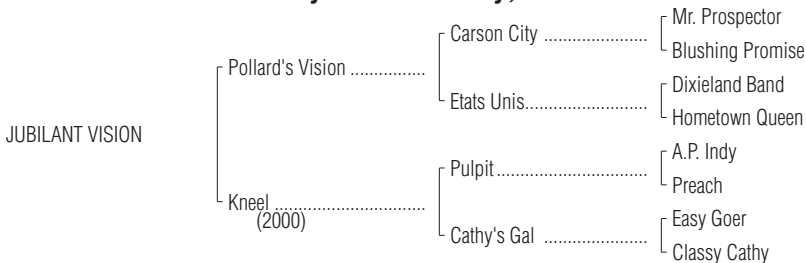 Mr. Prospector
Carson City ......................
Blushing Promise
Pollard's Vision ................
Dixieland Band
Etats Unis..........................
Hometown Queen
JUBILANT VISION
A.P. Indy
Pulpit................................
Preach
Kneel ................................
(2000)
Easy Goer
Cathy's Gal ......................
Classy Cathy